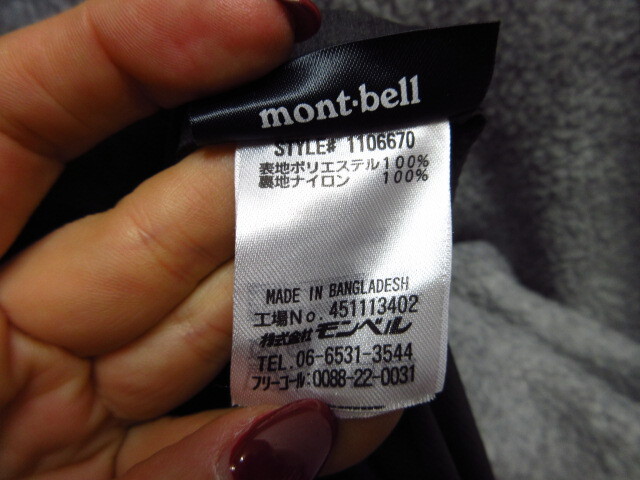 mont·bell
STYLE# 1106670
表地ポリエステル100%
裏地ナイロン 100%
MADE IN BANGLADESH
工場No. 451113402
株式会社モンベル
TEL. 06-6531-3544
フリーコール:0088-22-0031